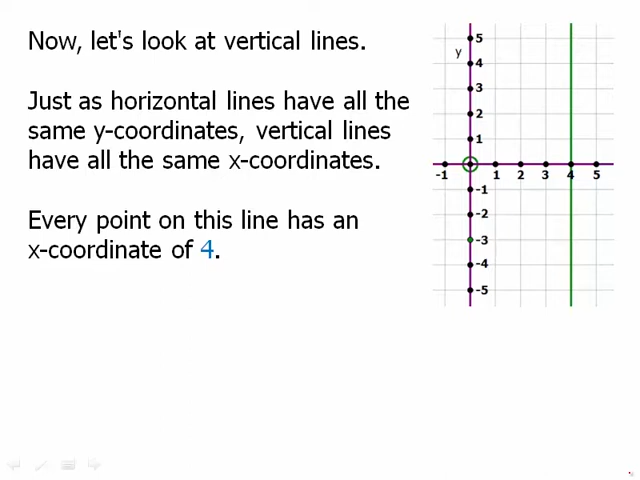 Now, let's look at vertical lines.
Just as horizontal lines have all the
same y-coordinates, vertical lines
have all the same x-coordinates.
Every point on this line has an
x-coordinate of 4.
y
5
4
3
2
1
-1 1 2 3 4 5
-1
-2
-3
-4
-5